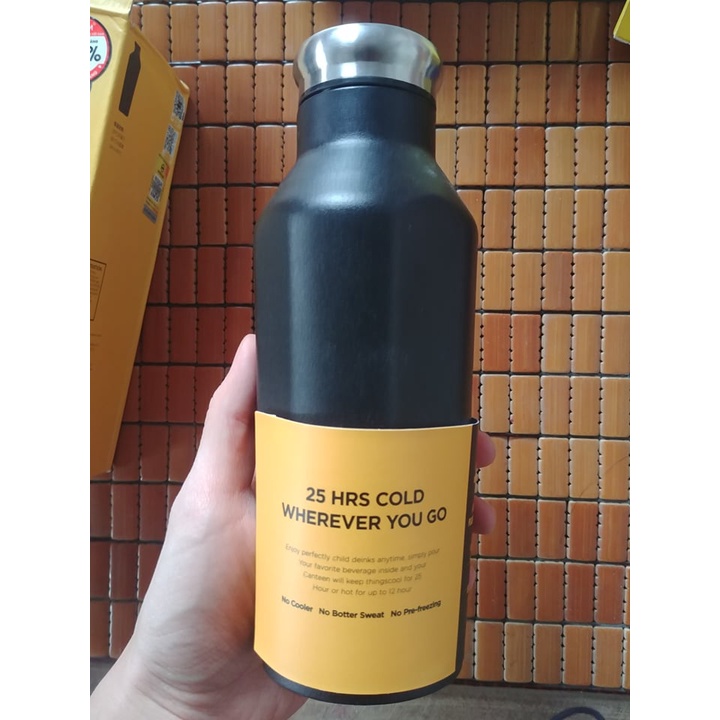 %
25 HRS COLD
WHEREVER YOU GO
Enjoy perfectly child deinks anytime, simply pour
Your favorite beverage inside and your
Canteen will keep thingscool for 25
Hour or hot for up to 12 hour
No Cooler No Botter Sweat No Pre-freezing